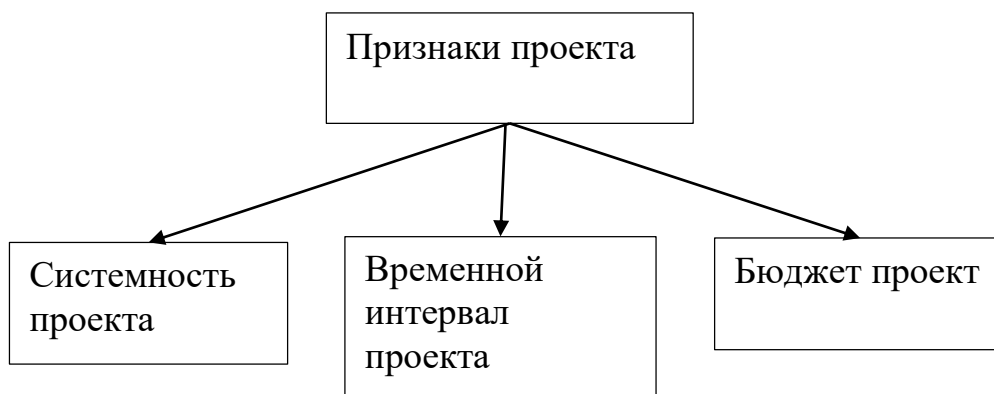 Признаки проекта
Системность
проекта
Временной
интервал
проекта
Бюджет проект